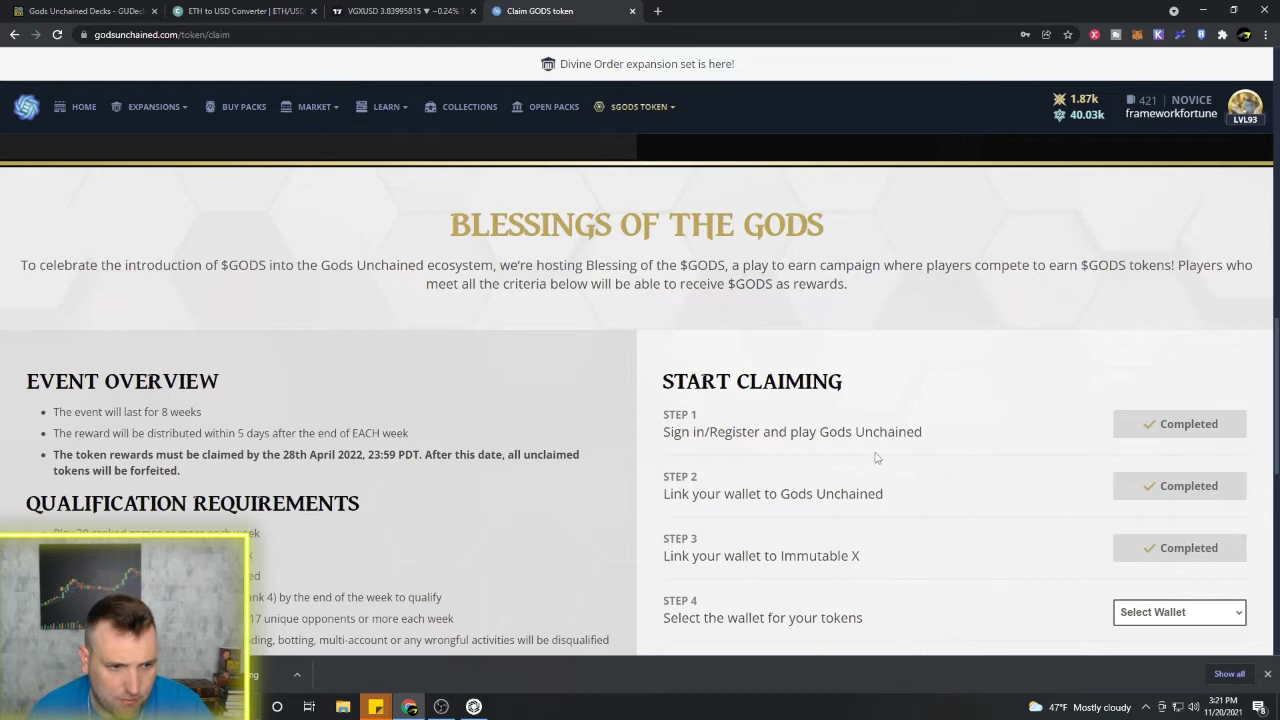 Gods Unchained Decks - GUDeck
ETH to USD Converter | ETH/USD
VGXUSD 3.83995815 ▼ −0.24%
Claim GODS token
godsunchained.com/token/claim
Divine Order expansion set is here!
HOME
EXPANSIONS
BUY PACKS
MARKET
LEARN
COLLECTIONS
OPEN PACKS
$GODS TOKEN
1.87k
40.03k
421 | NOVICE
frameworkfortune
LVL93
BLESSINGS OF THE GODS
To celebrate the introduction of $GODS into the Gods Unchained ecosystem, we're hosting Blessing of the $GODS, a play to earn campaign where players compete to earn $GODS tokens! Players who
meet all the criteria below will be able to receive $GODS as rewards.
EVENT OVERVIEW
• The event will last for 8 weeks
• The reward will be distributed within 5 days after the end of EACH week
• The token rewards must be claimed by the 28th April 2022, 23:59 PDT. After this date, all unclaimed
tokens will be forfeited.
QUALIFICATION REQUIREMENTS
ranked games or more each week
by the end of the week to qualify
17 unique opponents or more each week
botting, multi-account or any wrongful activities will be disqualified
START CLAIMING
STEP 1
Sign in/Register and play Gods Unchained
Completed
STEP 2
Link your wallet to Gods Unchained
Completed
STEP 3
Link your wallet to Immutable X
Completed
STEP 4
Select the wallet for your tokens
Select Wallet
Show all
47°F Mostly cloudy
3:21 PM
11/20/2021
8